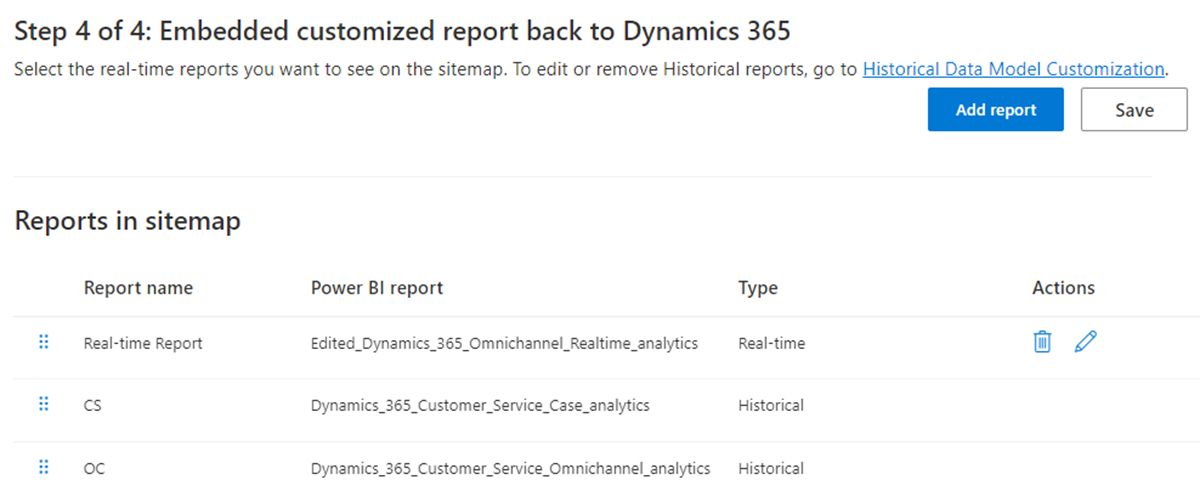 Step 4 of 4: Embedded customized report back to Dynamics 365
Select the real-time reports you want to see on the sitemap. To edit or remove Historical reports, go to Historical Data Model Customization.
Add report Save
Reports in sitemap
Report name Power BI report Type Actions
Real-time Report Edited_Dynamics_365_Omnichannel_Realtime_analytics Real-time
CS Dynamics_365_Customer_Service_Case_analytics Historical
OC Dynamics_365_Customer_Service_Omnichannel_analytics Historical